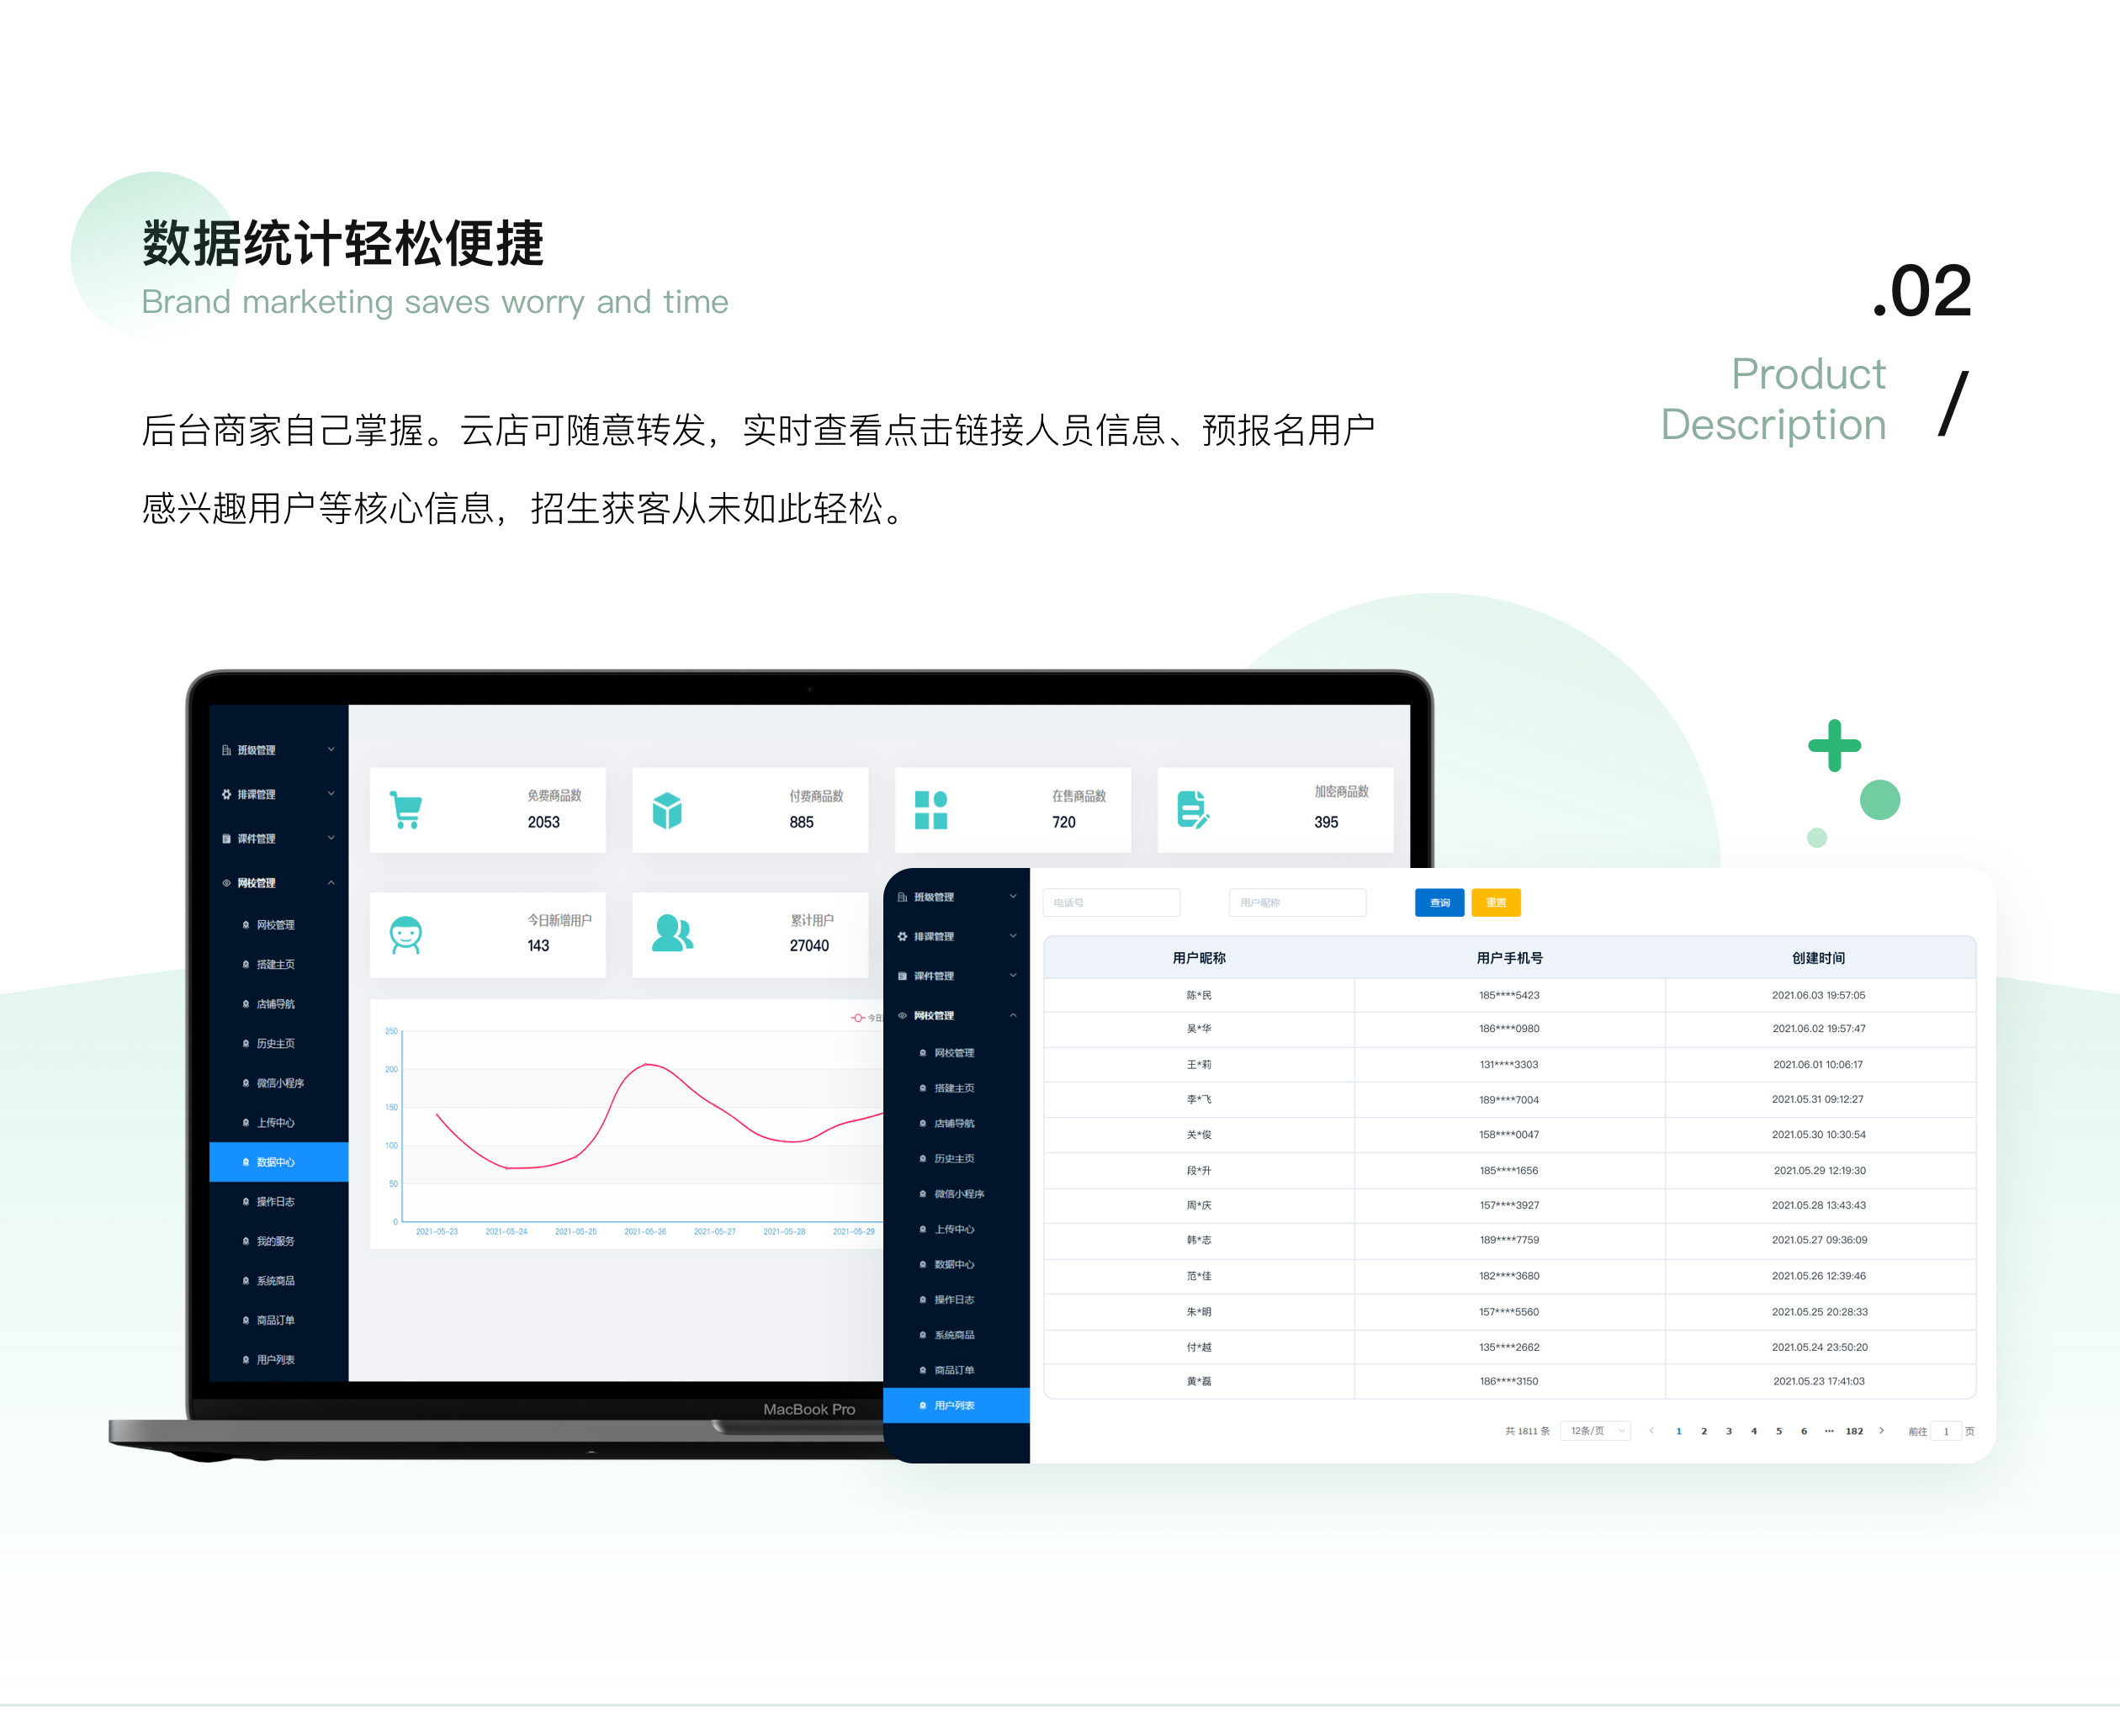 数据统计轻松便捷
Brand marketing saves worry and time
.02
Product
Description
/
后台商家自己掌握。云店可随意转发，实时查看点击链接人员信息、预报名用户
感兴趣用户等核心信息，招生获客从未如此轻松。
班级管理
排课管理
课件管理
网校管理
网校管理
搭建主页
店铺导航
历史主页
微信小程序
上传中心
数据中心
操作日志
我的服务
系统商品
商品订单
用户列表
免费商品数
2053
付费商品数
885
在售商品数
720
加密商品数
395
今日新增用户
143
累计用户
27040
今日
250
200
150
100
50
0
2021-05-23 2021-05-24 2021-05-25 2021-05-26 2021-05-27 2021-05-28 2021-05-29
MacBook Pro
班级管理
排课管理
课件管理
网校管理
网校管理
搭建主页
店铺导航
历史主页
微信小程序
上传中心
数据中心
操作日志
系统商品
商品订单
用户列表
电话号 用户昵称 查询 重置
用户昵称 用户手机号 创建时间
陈*民 185****5423 2021.06.03 19:57:05
吴*华 186****0980 2021.06.02 19:57:47
王*莉 131****3303 2021.06.01 10:06:17
李*飞 189****7004 2021.05.31 09:12:27
关*俊 158****0047 2021.05.30 10:30:54
段*升 185****1656 2021.05.29 12:19:30
周*庆 157****3927 2021.05.28 13:43:43
韩*志 189****7759 2021.05.27 09:36:09
范*佳 182****3680 2021.05.26 12:39:46
朱*明 157****5560 2021.05.25 20:28:33
付*越 135****2662 2021.05.24 23:50:20
黄*磊 186****3150 2021.05.23 17:41:03
共 1811 条 12条/页 1 2 3 4 5 6 ··· 182 前往 1 页